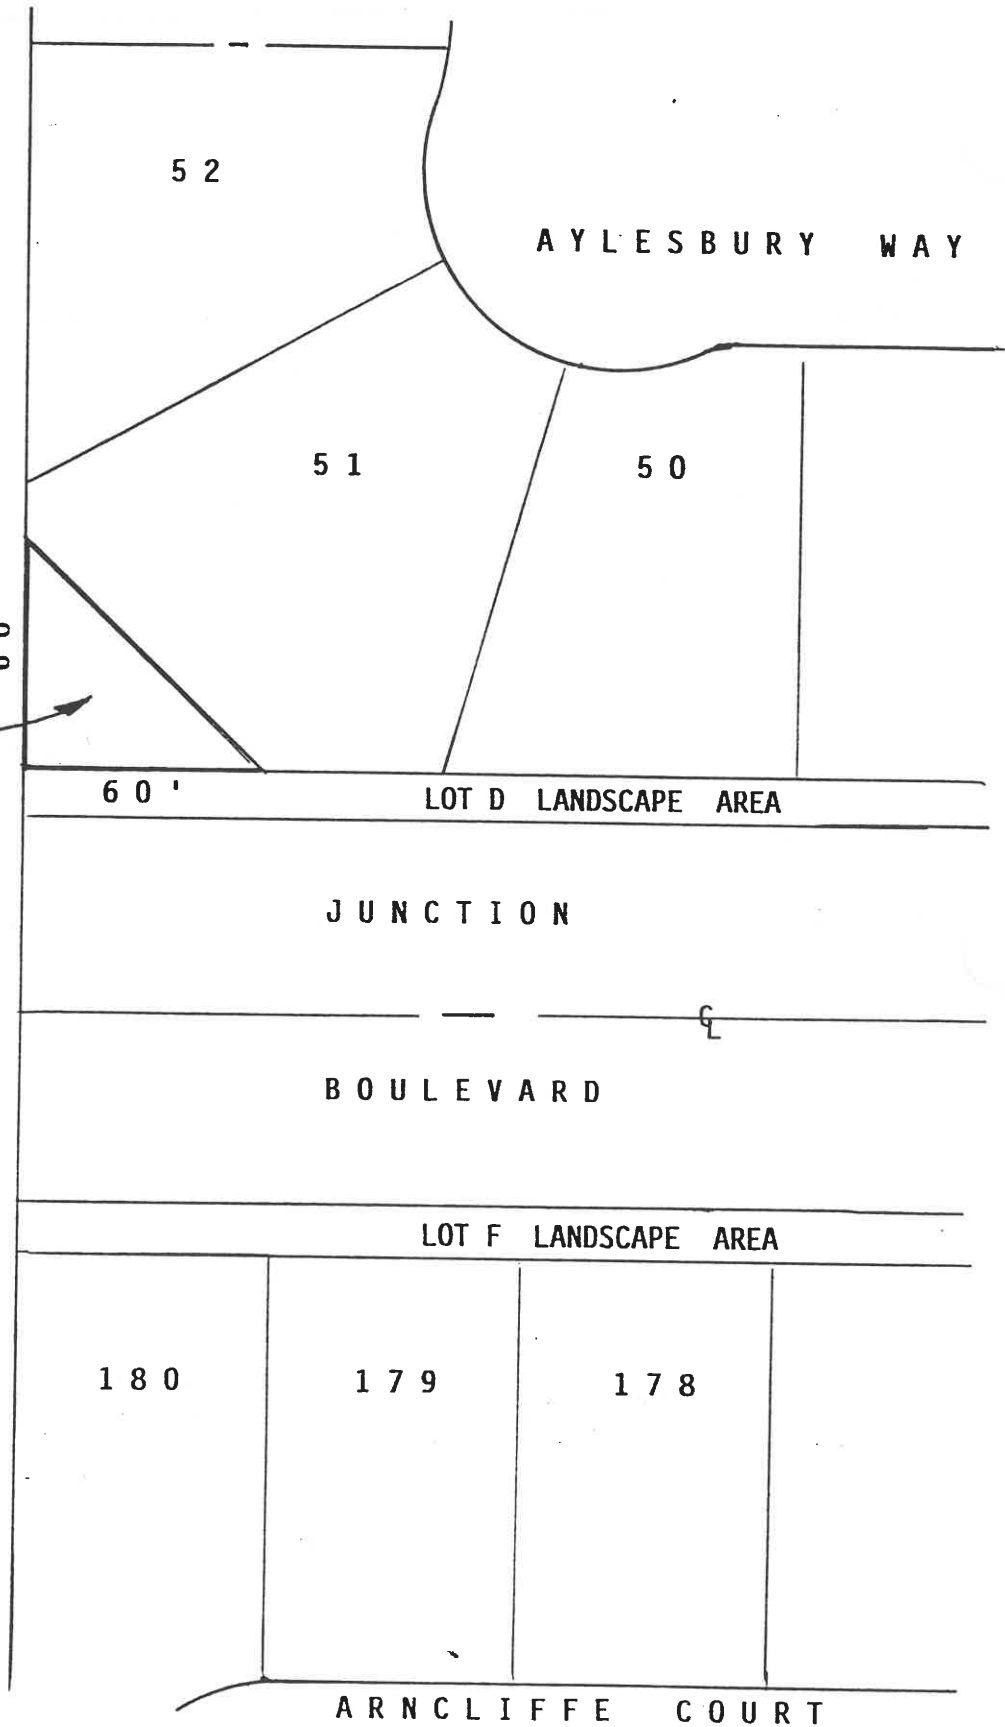 52
AYLESBURY WAY
51
50
60'
LOT D LANDSCAPE AREA
JUNCTION
CL
BOULEVARD
LOT F LANDSCAPE AREA
180
179
178
ARNCLIFFE COURT